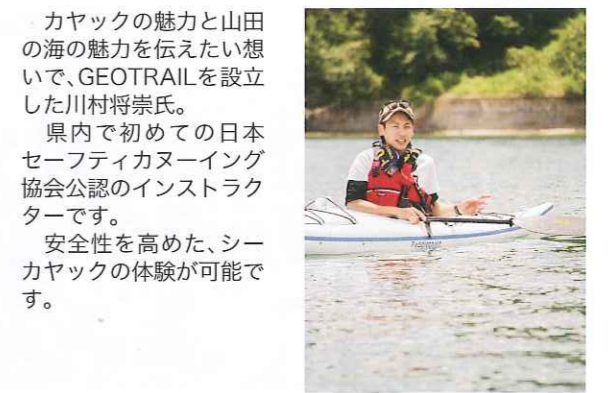 カヤックの魅力と山田
の海の魅力を伝えたい想
いで、GEOTRAILを設立
した川村将崇氏。
　県内で初めての日本
セーフティカヌーイング
協会公認のインストラク
ターです。
　安全性を高めた、シー
カヤックの体験が可能で
す。